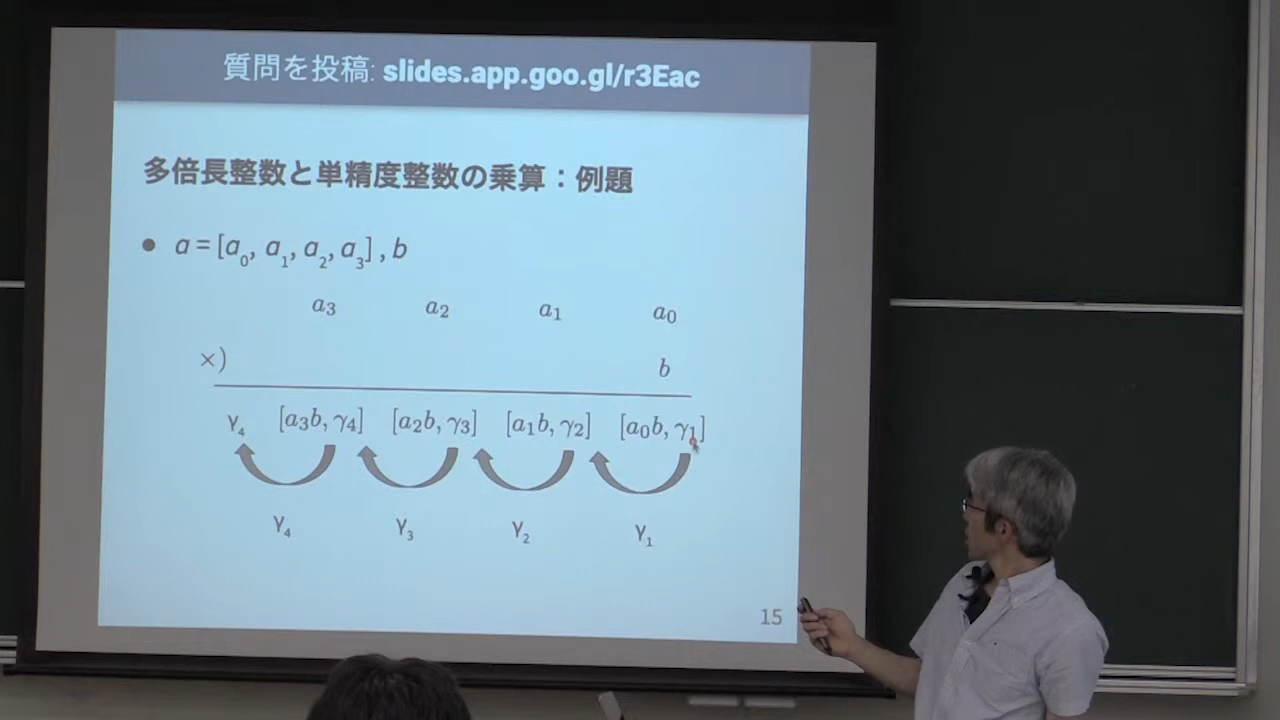 質問を投稿: slides.app.goo.gl/r3Eac
多倍長整数と単精度整数の乗算：例題
● a = [a₀, a₁, a₂, a₃] , b
a₃ a₂ a₁ a₀
×) b
γ₄ [a₃b, γ₄] [a₂b, γ₃] [a₁b, γ₂] [a₀b, γ₁]
γ₄ γ₃ γ₂ γ₁
15